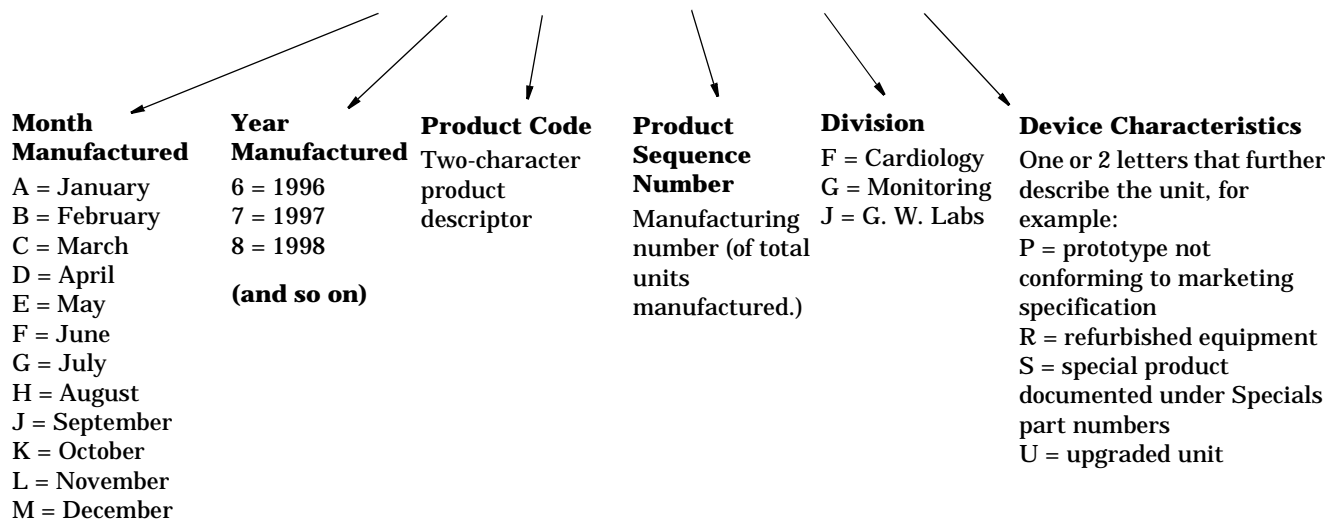 Month
Manufactured
A = January
B = February
C = March
D = April
E = May
F = June
G = July
H = August
J = September
K = October
L = November
M = December
Year
Manufactured
6 = 1996
7 = 1997
8 = 1998
(and so on)
Product Code
Two-character
product
descriptor
Product
Sequence
Number
Manufacturing
number (of total
units
manufactured.)
Division
F = Cardiology
G = Monitoring
J = G. W. Labs
Device Characteristics
One or 2 letters that further
describe the unit, for
example:
P = prototype not
conforming to marketing
specification
R = refurbished equipment
S = special product
documented under Specials
part numbers
U = upgraded unit